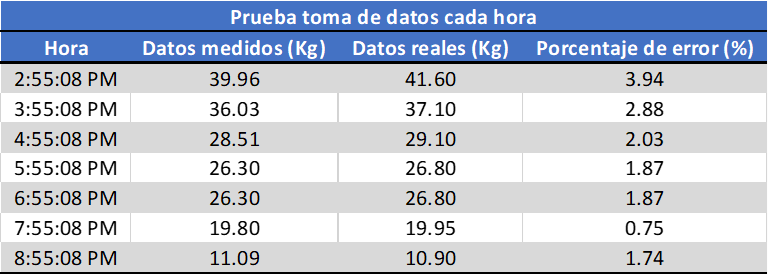 Prueba toma de datos cada hora
Hora Datos medidos (Kg) Datos reales (Kg) Porcentaje de error (%)
2:55:08 PM 39.96 41.60 3.94
3:55:08 PM 36.03 37.10 2.88
4:55:08 PM 28.51 29.10 2.03
5:55:08 PM 26.30 26.80 1.87
6:55:08 PM 26.30 26.80 1.87
7:55:08 PM 19.80 19.95 0.75
8:55:08 PM 11.09 10.90 1.74